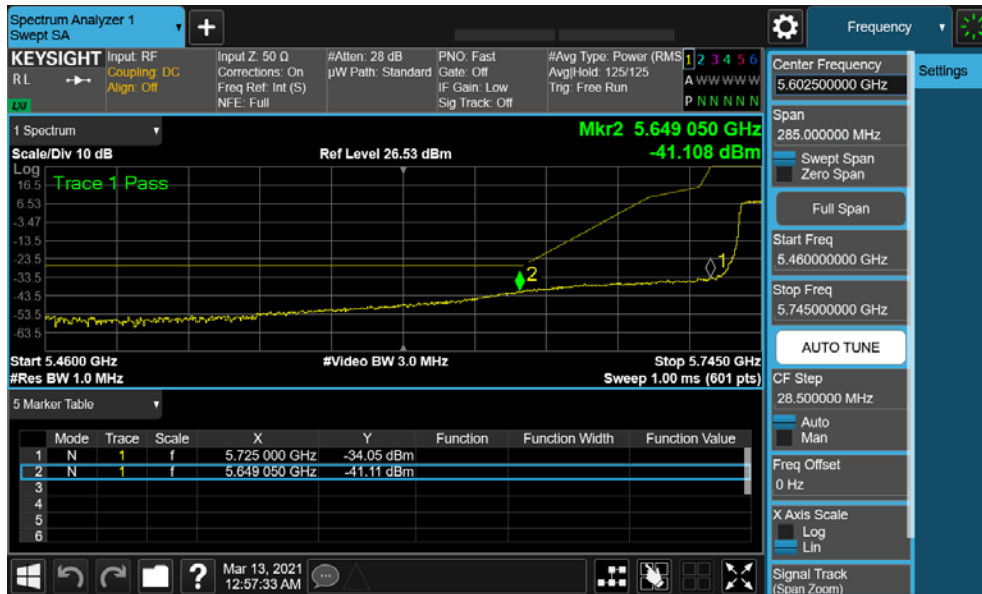 Spectrum Analyzer 1
Swept SA
+
Frequency
KEYSIGHT
R L
LXI
Input: RF
Coupling: DC
Align: Off
Input Z: 50 Ω
Corrections: On
Freq Ref: Int (S)
NFE: Full
#Atten: 28 dB
µW Path: Standard
PNO: Fast
Gate: Off
IF Gain: Low
Sig Track: Off
#Avg Type: Power (RMS
Avg|Hold: 125/125
Trig: Free Run
1 2 3 4 5 6
A W W W W W
P N N N N N
1 Spectrum
Mkr2 5.649 050 GHz
Scale/Div 10 dB
Ref Level 26.53 dBm
-41.108 dBm
Log
Trace 1 Pass
16.5
6.53
-3.47
-13.5
-23.5
-33.5
-43.5
-53.5
-63.5
2
1
Start 5.4600 GHz
#Video BW 3.0 MHz
Stop 5.7450 GHz
#Res BW 1.0 MHz
Sweep 1.00 ms (601 pts)
5 Marker Table
Mode Trace Scale X Y Function Function Width Function Value
1 N 1 f 5.725 000 GHz -34.05 dBm
2 N 1 f 5.649 050 GHz -41.11 dBm
3
4
5
6
?
Mar 13, 2021
12:57:33 AM
Center Frequency
5.602500000 GHz
Settings
Span
285.000000 MHz
Swept Span
Zero Span
Full Span
Start Freq
5.460000000 GHz
Stop Freq
5.745000000 GHz
AUTO TUNE
CF Step
28.500000 MHz
Auto
Man
Freq Offset
0 Hz
X Axis Scale
Log
Lin
Signal Track
(Span Zoom)